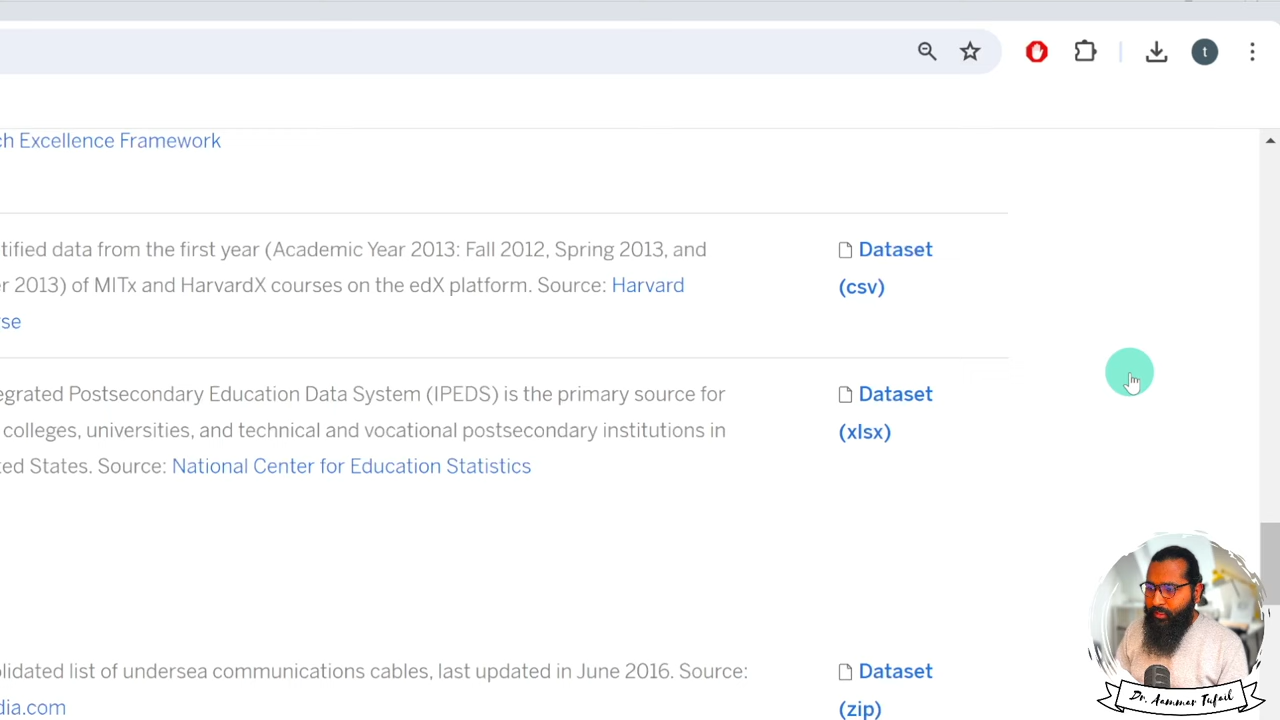 t
ch Excellence Framework
tified data from the first year (Academic Year 2013: Fall 2012, Spring 2013, and
Dataset
r 2013) of MITx and HarvardX courses on the edX platform. Source: Harvard
(csv)
rse
egrated Postsecondary Education Data System (IPEDS) is the primary source for
Dataset
colleges, universities, and technical and vocational postsecondary institutions in
(xlsx)
ted States. Source: National Center for Education Statistics
olidated list of undersea communications cables, last updated in June 2016. Source:
Dataset
dia.com
(zip)
Dr. Aammar Tufail